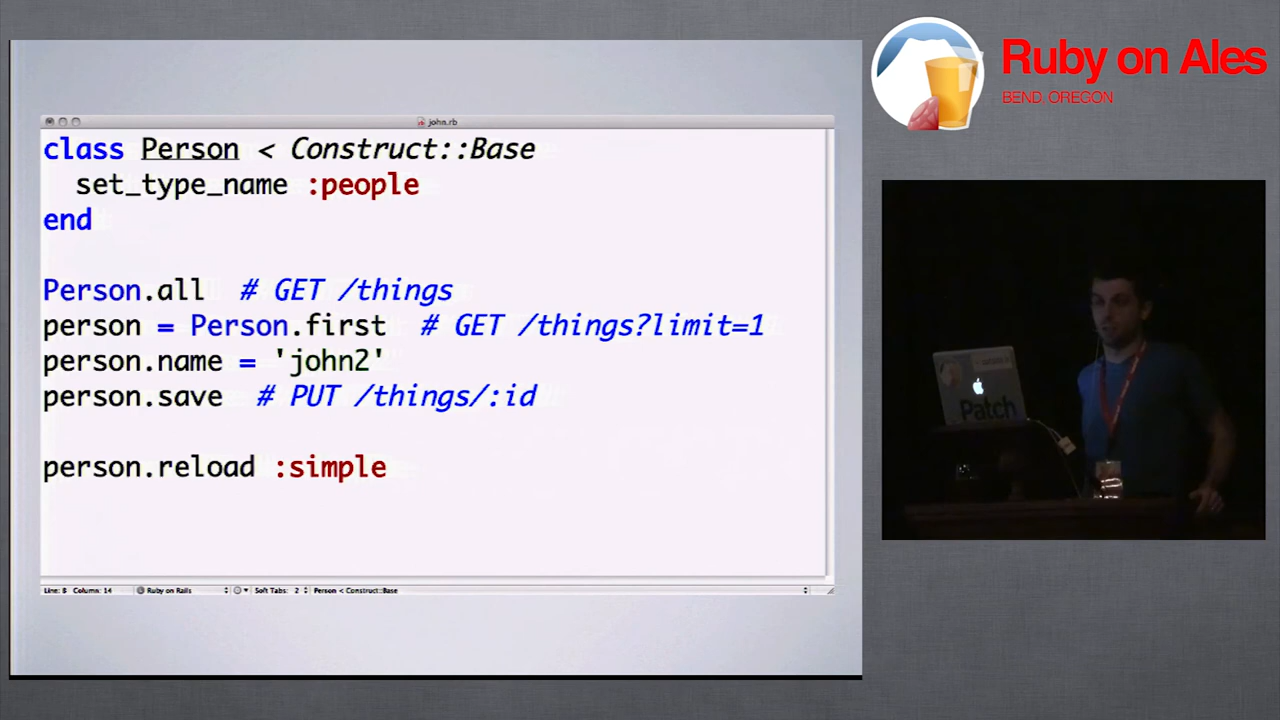 Ruby on Ales
BEND, OREGON
john.rb
class Person < Construct::Base
set_type_name :people
end
Person.all # GET /things
person = Person.first # GET /things?limit=1
person.name = 'john2'
person.save # PUT /things/:id
person.reload :simple
Line: 8 Column: 14 Ruby on Rails Soft Tabs: 2 Person < Construct::Base
Patch